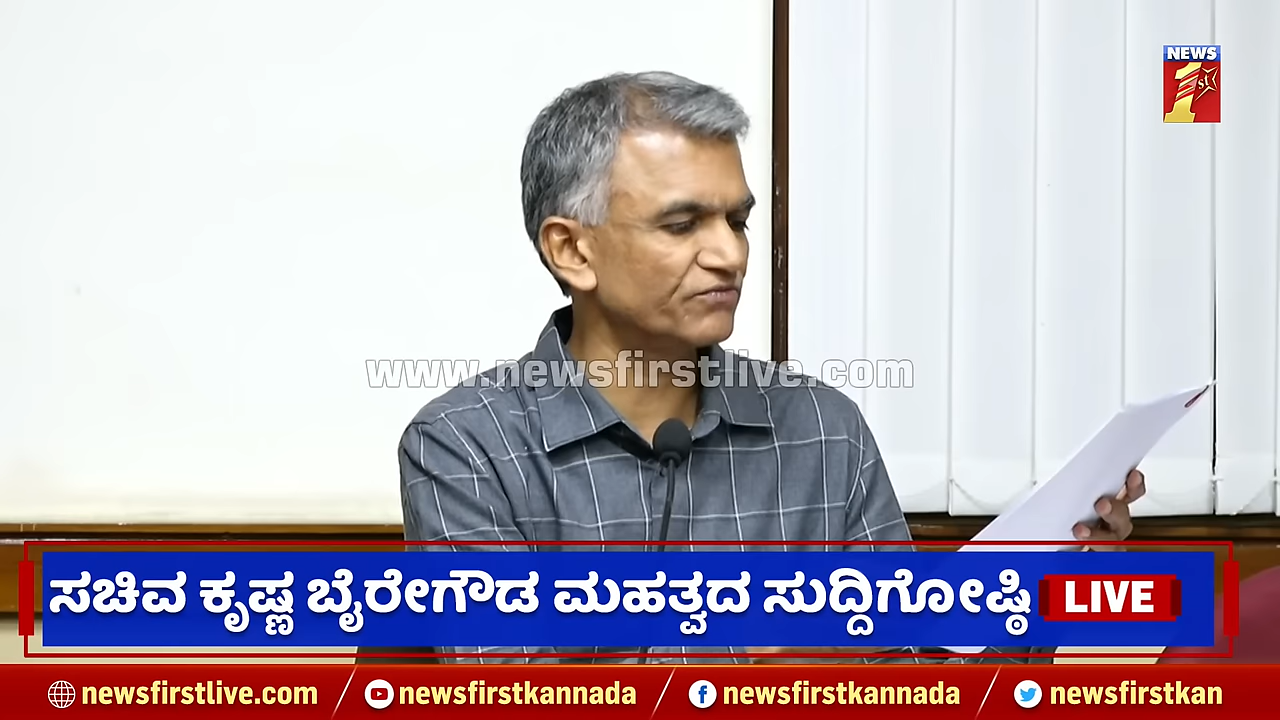 NEWS
1st
www.newsfirstlive.com
ಸಚಿವ ಕೃಷ್ಣ ಬೈರೇಗೌಡ ಮಹತ್ವದ ಸುದ್ದಿಗೋಷ್ಠಿ LIVE
newsfirstlive.com newsfirstkannada newsfirstkannada newsfirstkan